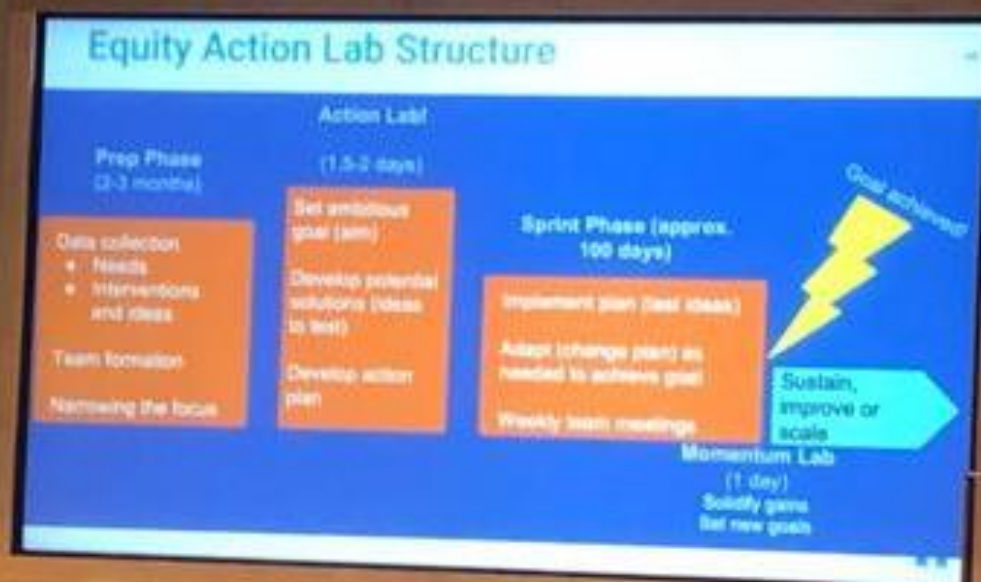 Equity Action Lab Structure
Prep Phase
(2-3 months)
Data collection
• Needs
• Interventions
and ideas
Team formation
Narrowing the focus
Action Lab!
(1.5-2 days)
Set ambitious
goal (aim)
Develop potential
solutions (ideas
to test)
Develop action
plan
Sprint Phase (approx.
100 days)
Implement plan (test ideas)
Adapt (change plan) as
needed to achieve goal
Weekly team meetings
Goal achieved!
Sustain,
improve or
scale
Momentum Lab
(1 day)
Solidify gains
Set new goals